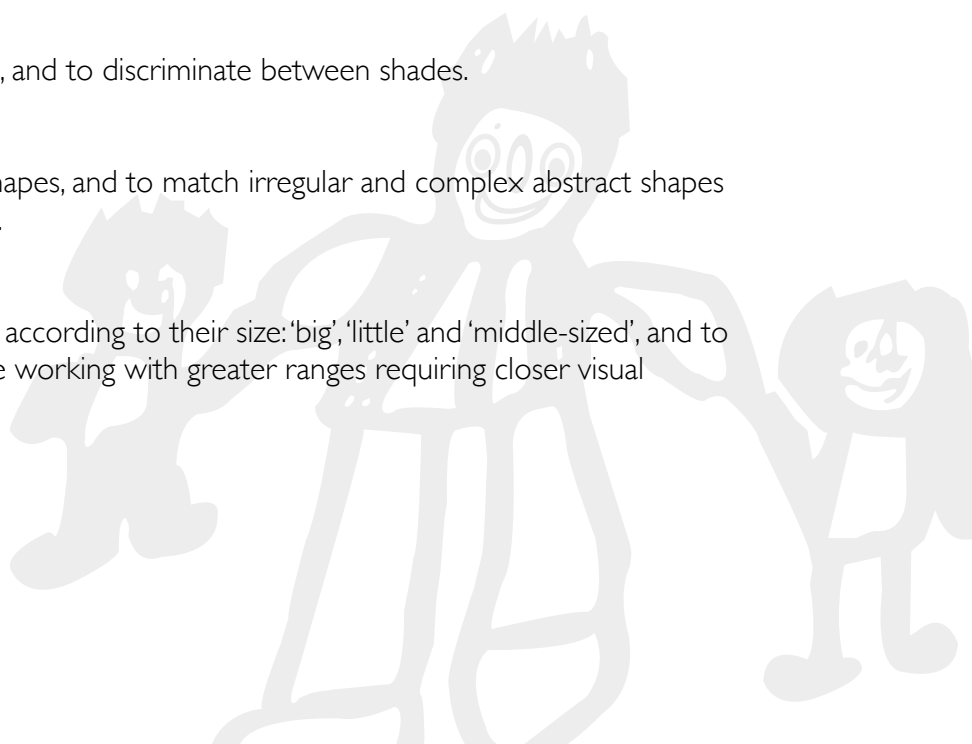 , and to discriminate between shades.
hapes, and to match irregular and complex abstract shapes
.
according to their size: ‘big’, ‘little’ and ‘middle-sized’, and to
e working with greater ranges requiring closer visual